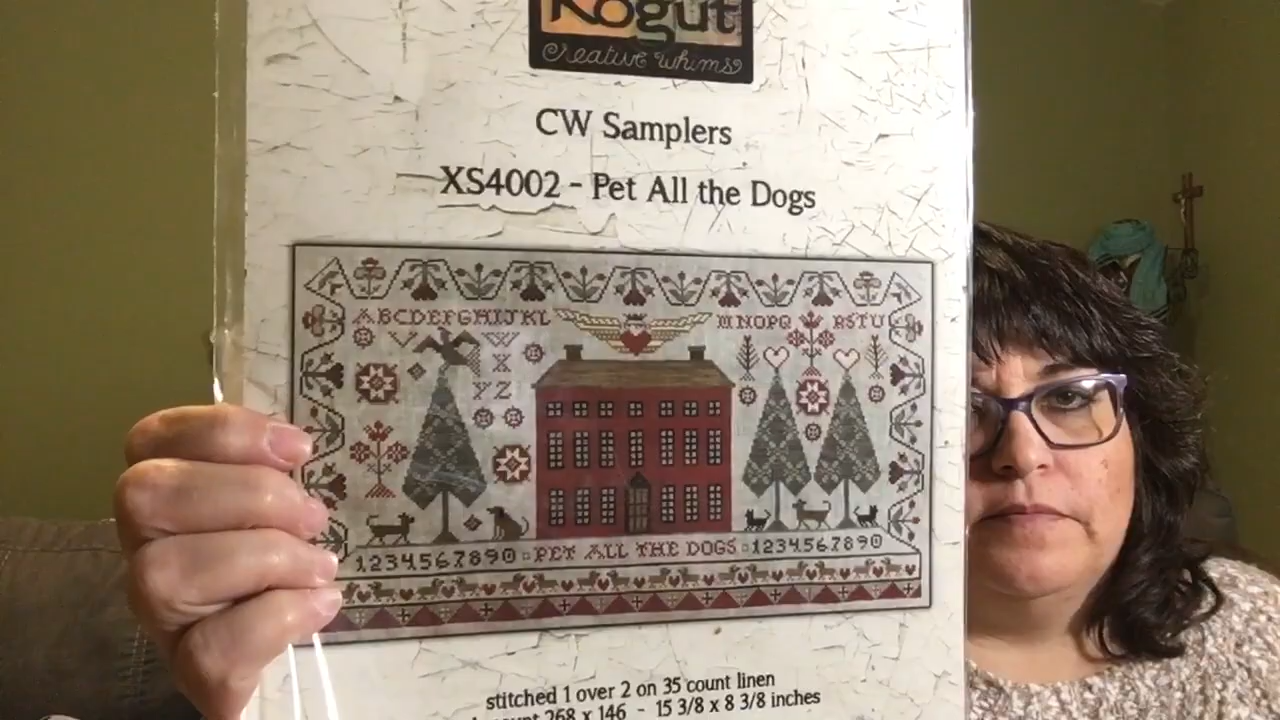 Kogut
creative whims
CW Samplers
XS4002 - Pet All the Dogs
ABCDEFGHIJKL MNOPQ RSTU
V W
X
YZ
1234567890 PET ALL THE DOGS 1234567890
stitched 1 over 2 on 35 count linen
count 268 x 146 - 15 3/8 x 8 3/8 inches